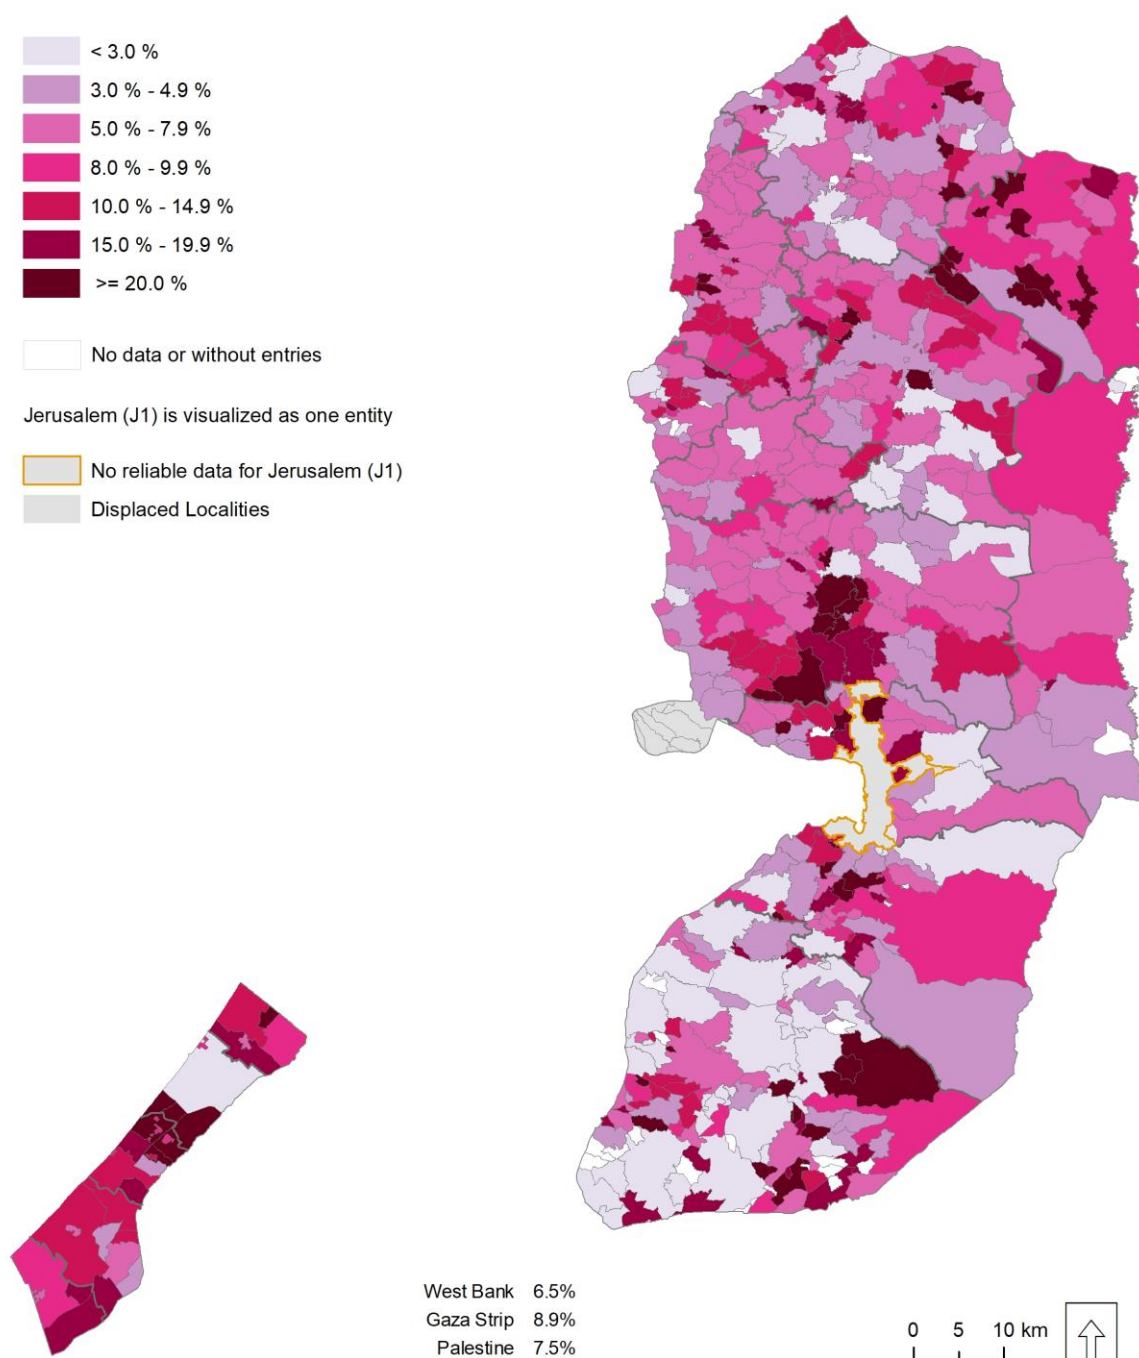 < 3.0 %
3.0 % - 4.9 %
5.0 % - 7.9 %
8.0 % - 9.9 %
10.0 % - 14.9 %
15.0 % - 19.9 %
>= 20.0 %
No data or without entries
Jerusalem (J1) is visualized as one entity
No reliable data for Jerusalem (J1)
Displaced Localities
West Bank 6.5%
Gaza Strip 8.9%
Palestine 7.5%
0 5 10 km